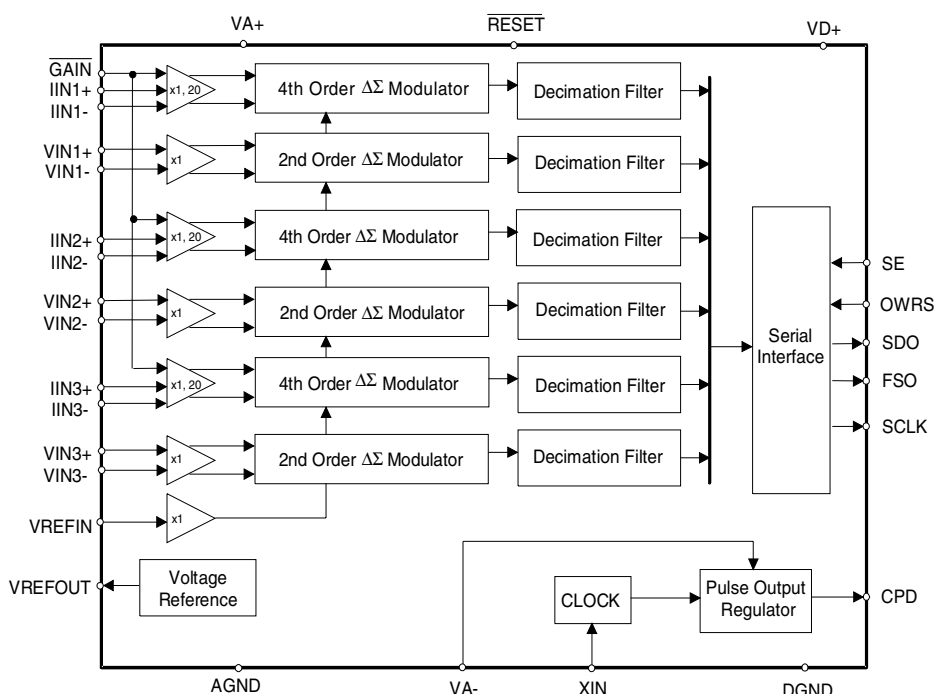 VA+
RESET
VD+
GAIN
IIN1+
IIN1-
x1, 20
4th Order ΔΣ Modulator
Decimation Filter
VIN1+
VIN1-
x1
2nd Order ΔΣ Modulator
Decimation Filter
IIN2+
IIN2-
x1, 20
4th Order ΔΣ Modulator
Decimation Filter
VIN2+
VIN2-
x1
2nd Order ΔΣ Modulator
Decimation Filter
IIN3+
IIN3-
x1, 20
4th Order ΔΣ Modulator
Decimation Filter
VIN3+
VIN3-
x1
2nd Order ΔΣ Modulator
Decimation Filter
VREFIN
x1
Serial
Interface
SE
OWRS
SDO
FSO
SCLK
VREFOUT
Voltage
Reference
CLOCK
Pulse Output
Regulator
CPD
AGND
VA-
XIN
DGND